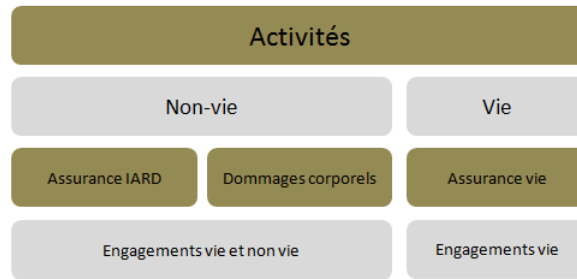 Activités
Non-vie
Vie
Assurance IARD
Dommages corporels
Assurance vie
Engagements vie et non vie
Engagements vie